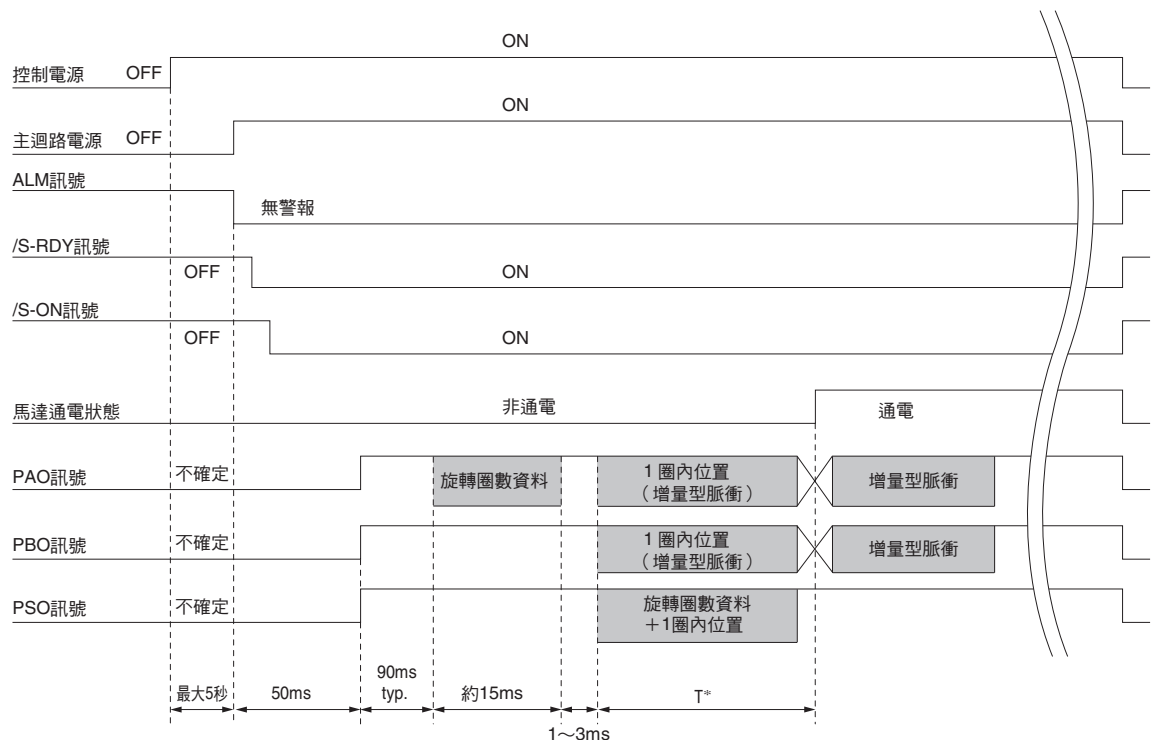 ON
控制電源 OFF
ON
主迴路電源 OFF
ALM訊號
無警報
/S-RDY訊號
OFF ON
/S-ON訊號
OFF ON
馬達通電狀態 非通電 通電
PAO訊號 不確定 旋轉圈數資料 1圈內位置
(增量型脈衝) 增量型脈衝
PBO訊號 不確定 1圈內位置
(增量型脈衝) 增量型脈衝
PSO訊號 不確定 旋轉圈數資料
+1圈內位置
最大5秒 50ms 90ms
typ. 約15ms T*
1～3ms